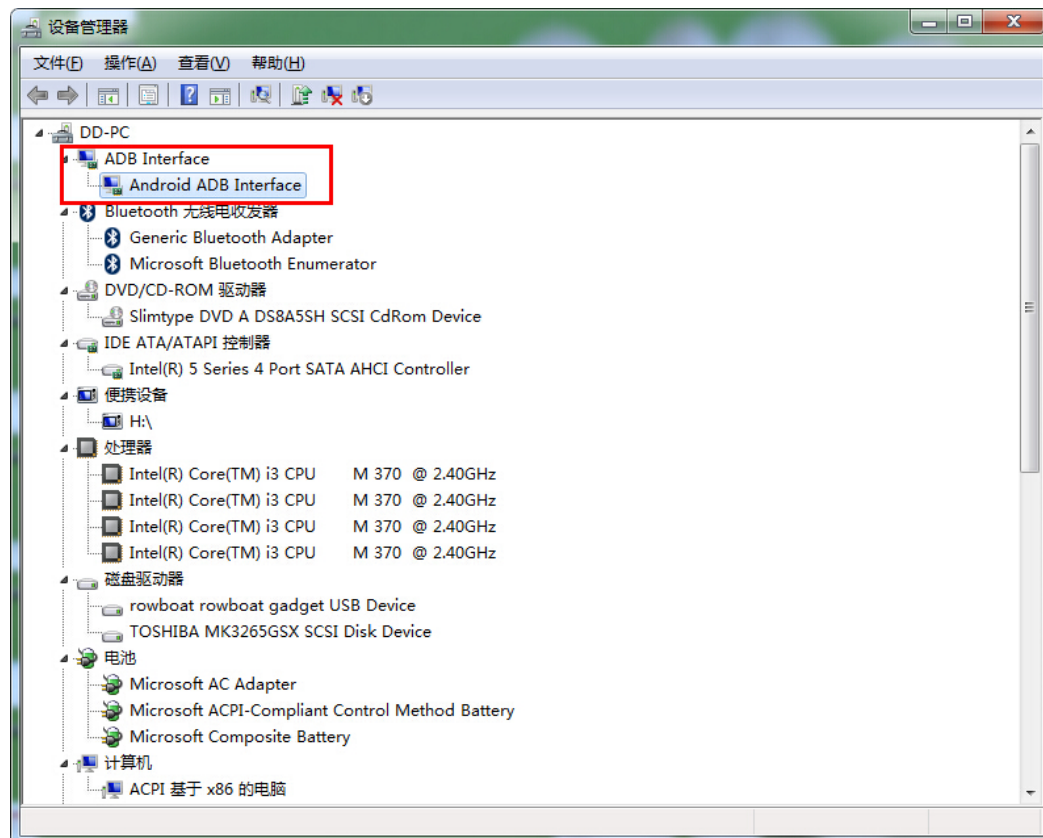 设备管理器
文件(F) 操作(A) 查看(V) 帮助(H)
DD-PC
ADB Interface
Android ADB Interface
Bluetooth 无线电收发器
Generic Bluetooth Adapter
Microsoft Bluetooth Enumerator
DVD/CD-ROM 驱动器
Slimtype DVD A DS8A5SH SCSI CdRom Device
IDE ATA/ATAPI 控制器
Intel(R) 5 Series 4 Port SATA AHCI Controller
便携设备
H:\
处理器
Intel(R) Core(TM) i3 CPU M 370 @ 2.40GHz
Intel(R) Core(TM) i3 CPU M 370 @ 2.40GHz
Intel(R) Core(TM) i3 CPU M 370 @ 2.40GHz
Intel(R) Core(TM) i3 CPU M 370 @ 2.40GHz
磁盘驱动器
rowboat rowboat gadget USB Device
TOSHIBA MK3265GSX SCSI Disk Device
电池
Microsoft AC Adapter
Microsoft ACPI-Compliant Control Method Battery
Microsoft Composite Battery
计算机
ACPI 基于 x86 的电脑